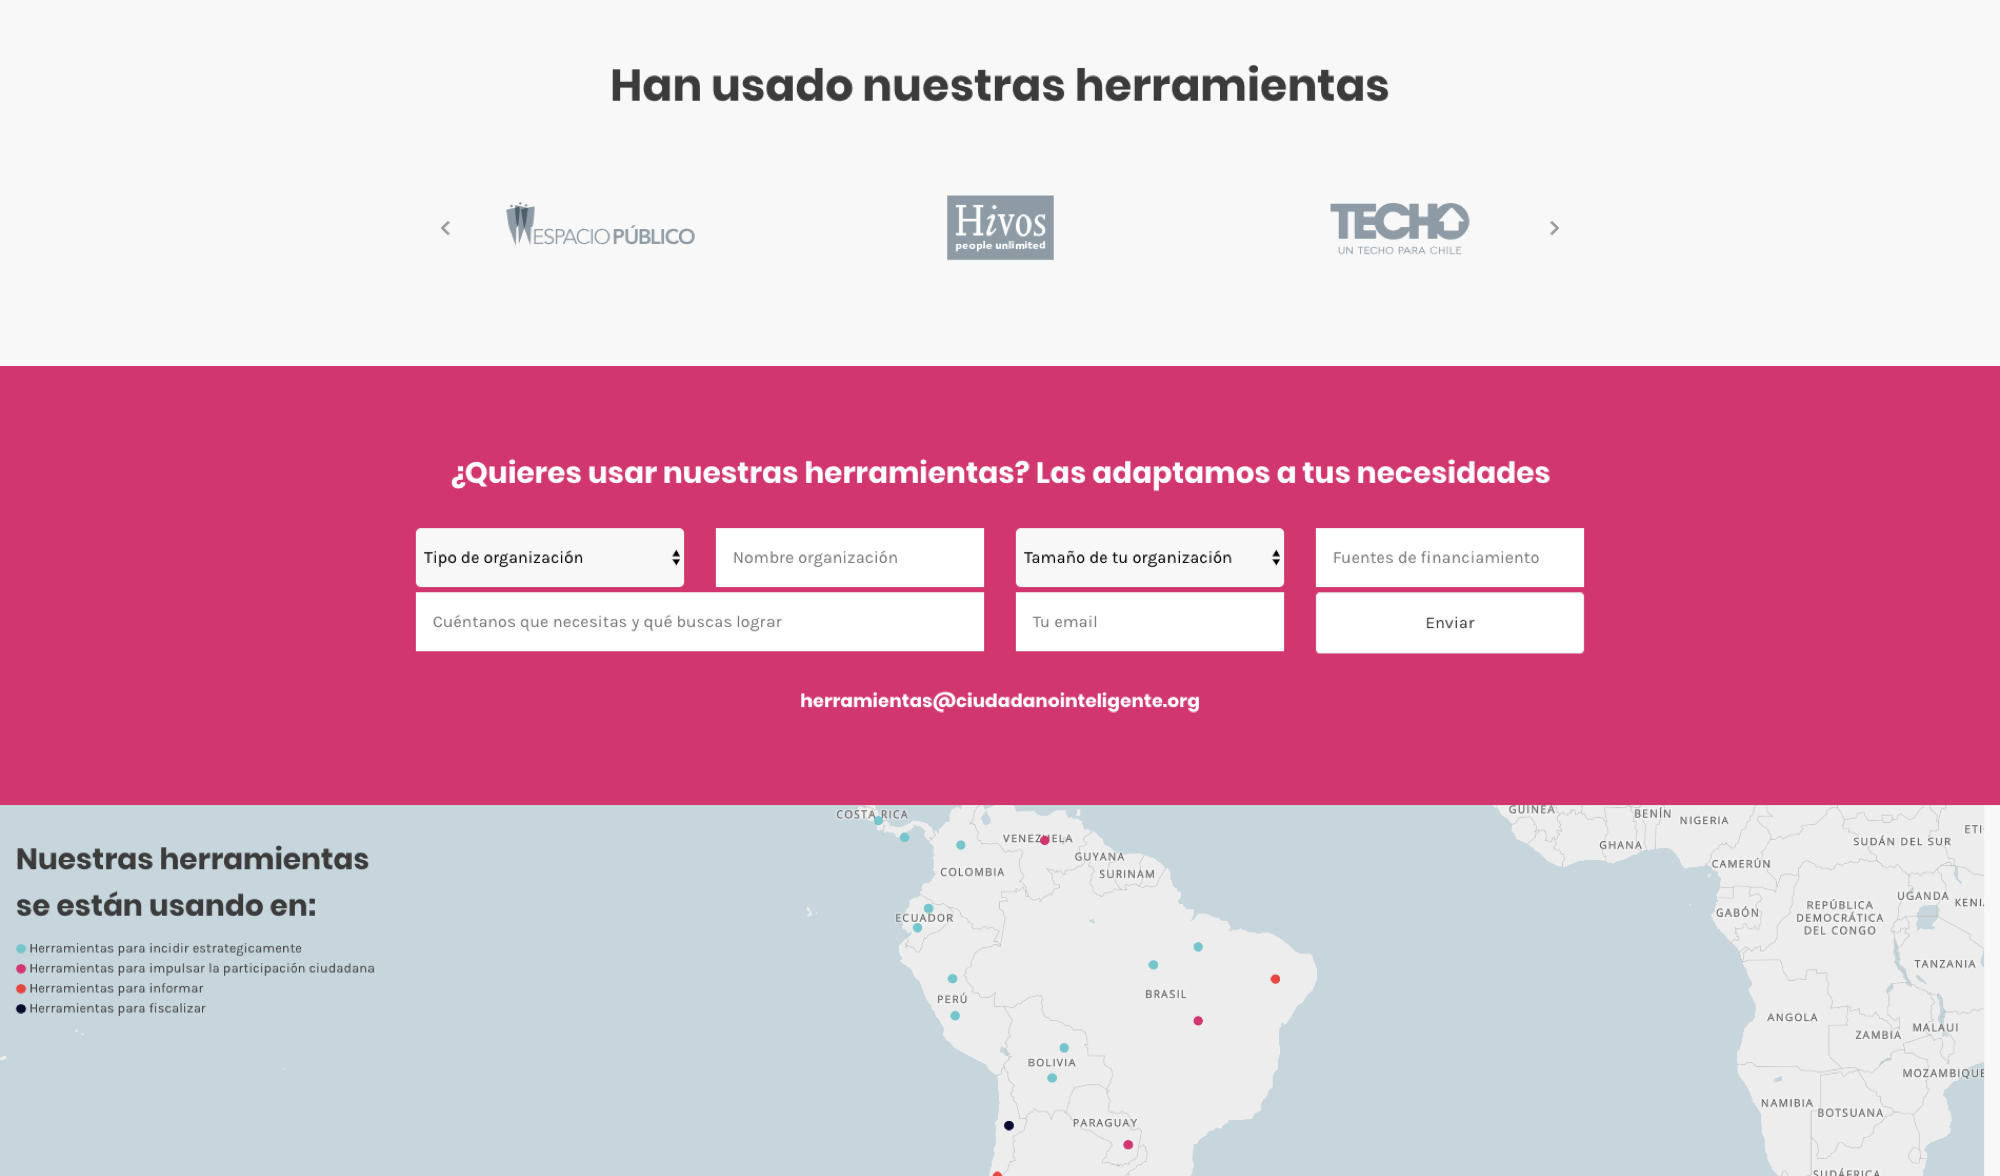 Han usado nuestras herramientas
ESPACIO PÚBLICO
Hivos
people unlimited
TECHO
UN TECHO PARA CHILE
¿Quieres usar nuestras herramientas? Las adaptamos a tus necesidades
Tipo de organización
Nombre organización
Tamaño de tu organización
Fuentes de financiamiento
Cuéntanos que necesitas y qué buscas lograr
Tu email
Enviar
herramientas@ciudadanointeligente.org
Nuestras herramientas
se están usando en:
Herramientas para incidir estrategicamente
Herramientas para impulsar la participación ciudadana
Herramientas para informar
Herramientas para fiscalizar
COSTA RICA
VENEZUELA
GUYANA
SURINAM
COLOMBIA
ECUADOR
PERÚ
BRASIL
BOLIVIA
PARAGUAY
GUINEA
BENÍN
NIGERIA
GHANA
CAMERÚN
SUDÁN DEL SUR
ETI
UGANDA
KENI
GABÓN
REPÚBLICA
DEMOCRÁTICA
DEL CONGO
TANZANIA
ANGOLA
ZAMBIA
MALAUI
MOZAMBIQUE
NAMIBIA
BOTSUANA
SUDÁFRICA